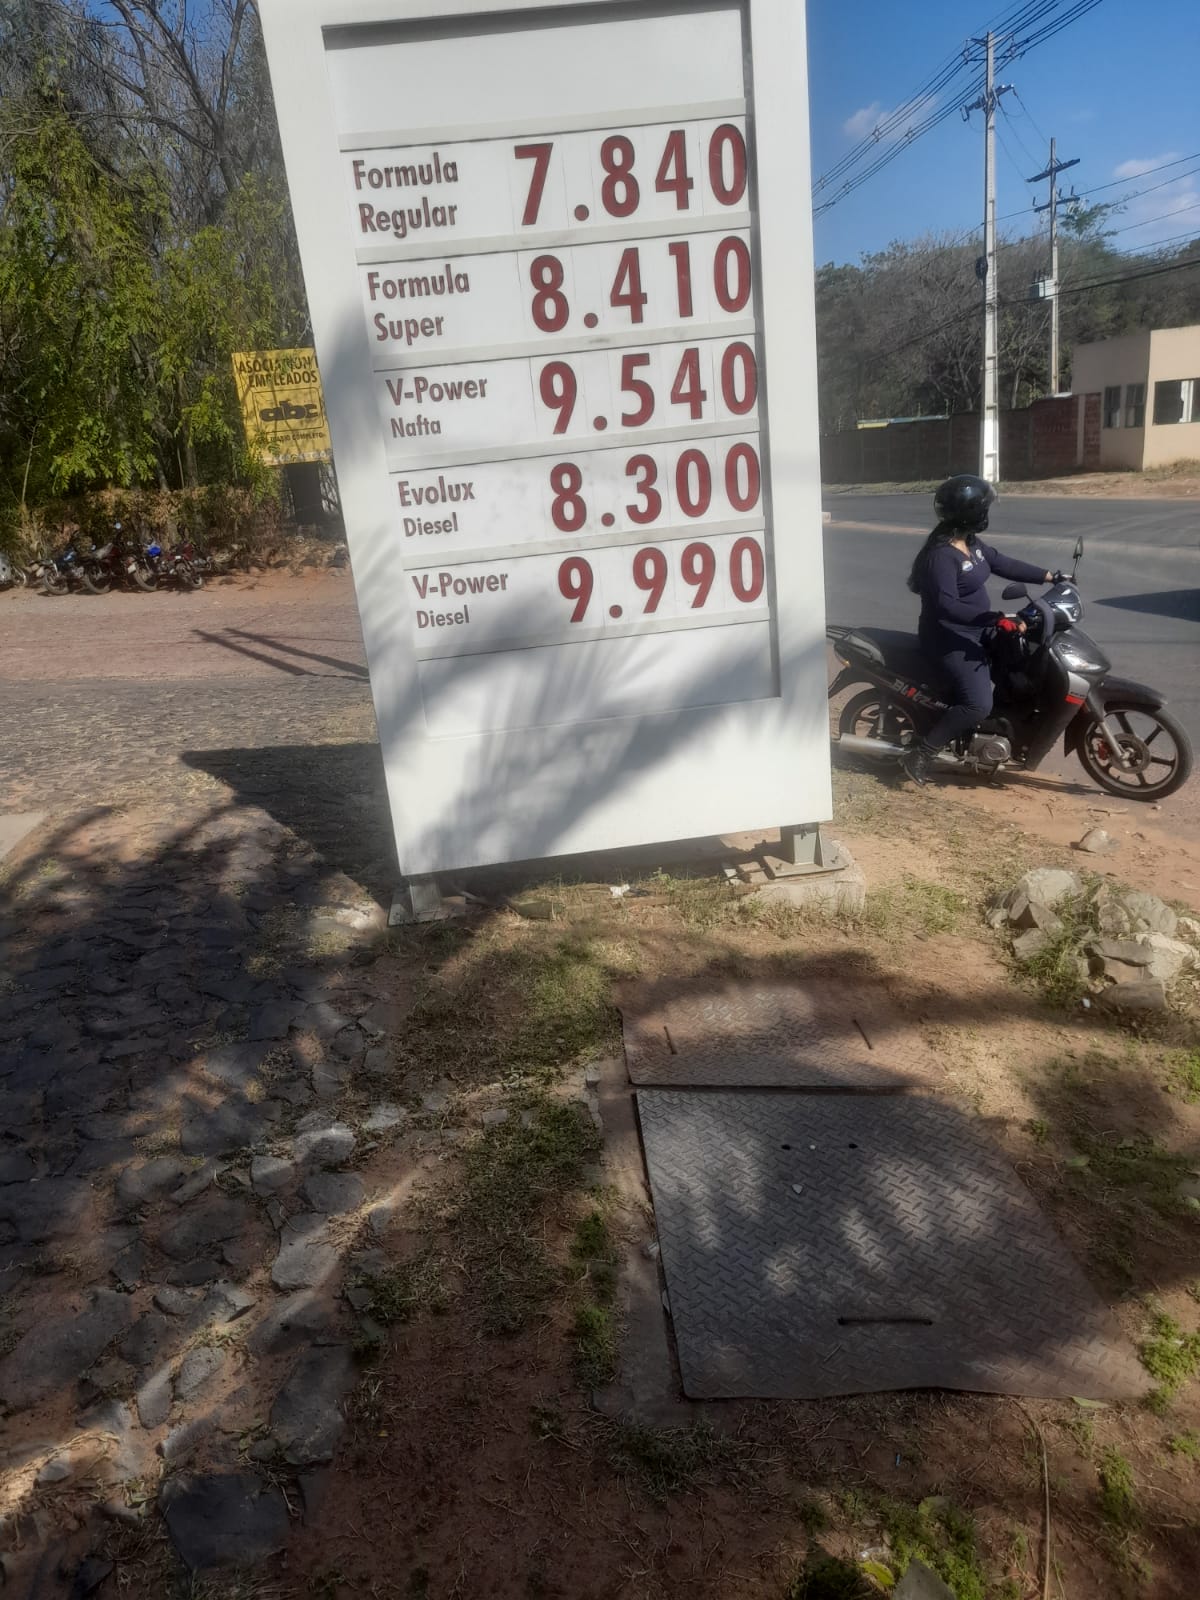 Formula 7.840
Regular
Formula 8.410
Super
V-Power 9.540
Nafta
Evolux 8.300
Diesel
V-Power 9.990
Diesel
EMPLEADOS
abc
BLITZ